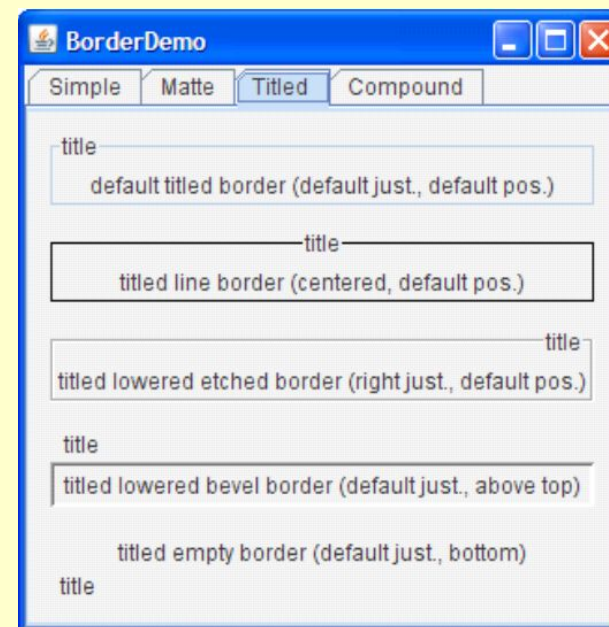 BorderDemo
Simple Matte Titled Compound
title
default titled border (default just., default pos.)
title
titled line border (centered, default pos.)
title
titled lowered etched border (right just., default pos.)
title
titled lowered bevel border (default just., above top)
titled empty border (default just., bottom)
title